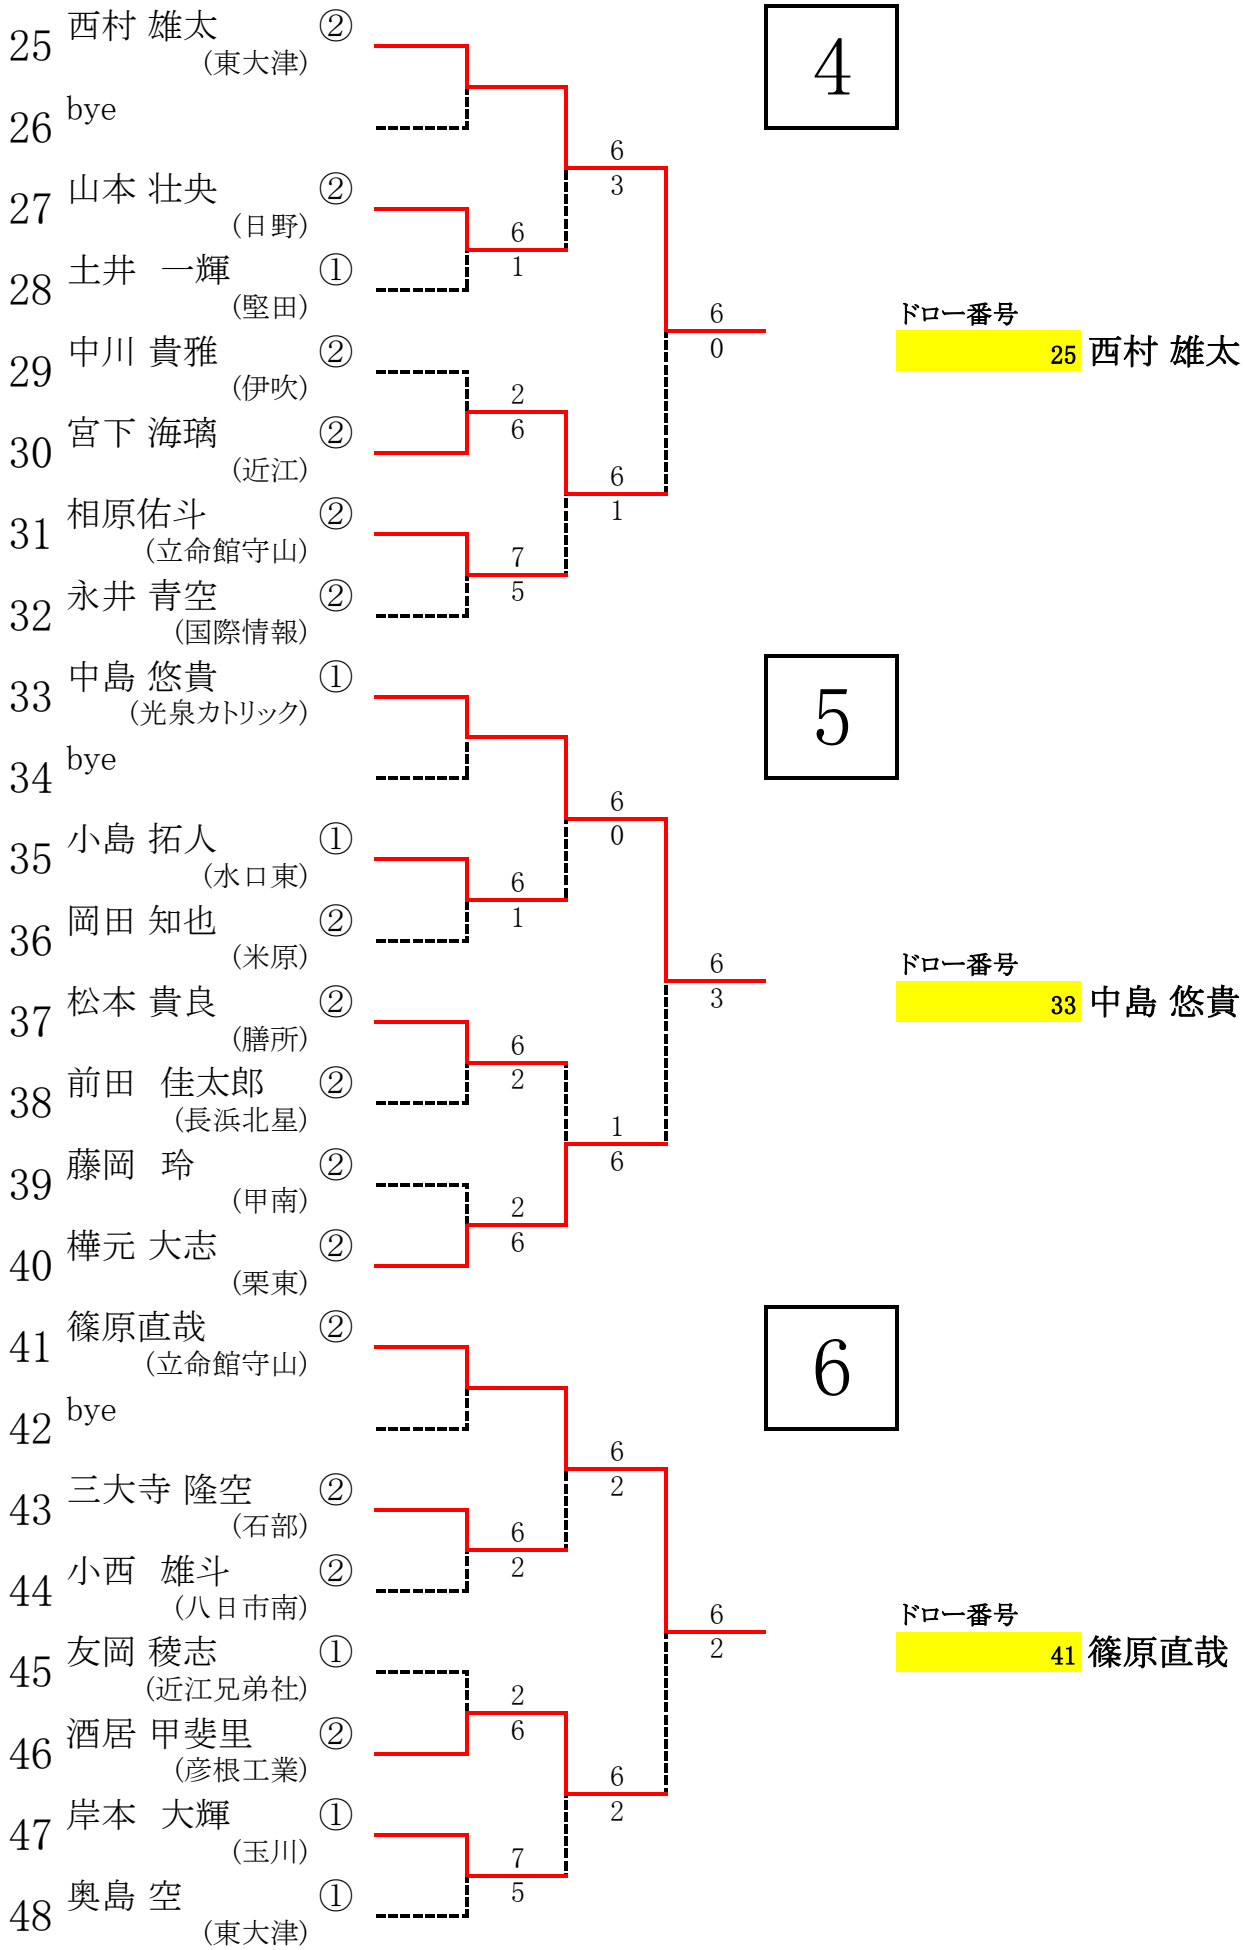 西村 雄太 ②
25
(東大津)
4
bye
26
6
3
山本 壮央 ②
27
(日野)
6
1
土井 一輝 ①
28
(堅田)
6
0
ドロー番号
25 西村 雄太
中川 貴雅 ②
29
(伊吹)
2
6
宮下 海璃 ②
30
(近江)
6
1
相原佑斗 ②
31
(立命館守山)
7
5
永井 青空 ②
32
(国際情報)
中島 悠貴 ①
33
(光泉カトリック)
5
bye
34
6
0
小島 拓人 ①
35
(水口東)
6
1
岡田 知也 ②
36
(米原)
6
3
ドロー番号
33 中島 悠貴
松本 貴良 ②
37
(膳所)
6
2
前田 佳太郎 ②
38
(長浜北星)
1
6
藤岡 玲 ②
39
(甲南)
2
6
樺元 大志 ②
40
(栗東)
篠原直哉 ②
41
(立命館守山)
6
bye
42
6
2
三大寺 隆空 ②
43
(石部)
6
2
小西 雄斗 ②
44
(八日市南)
6
2
ドロー番号
41 篠原直哉
友岡 稜志 ①
45
(近江兄弟社)
2
6
酒居 甲斐里 ②
46
(彦根工業)
6
2
岸本 大輝 ①
47
(玉川)
7
5
奥島 空 ①
48
(東大津)